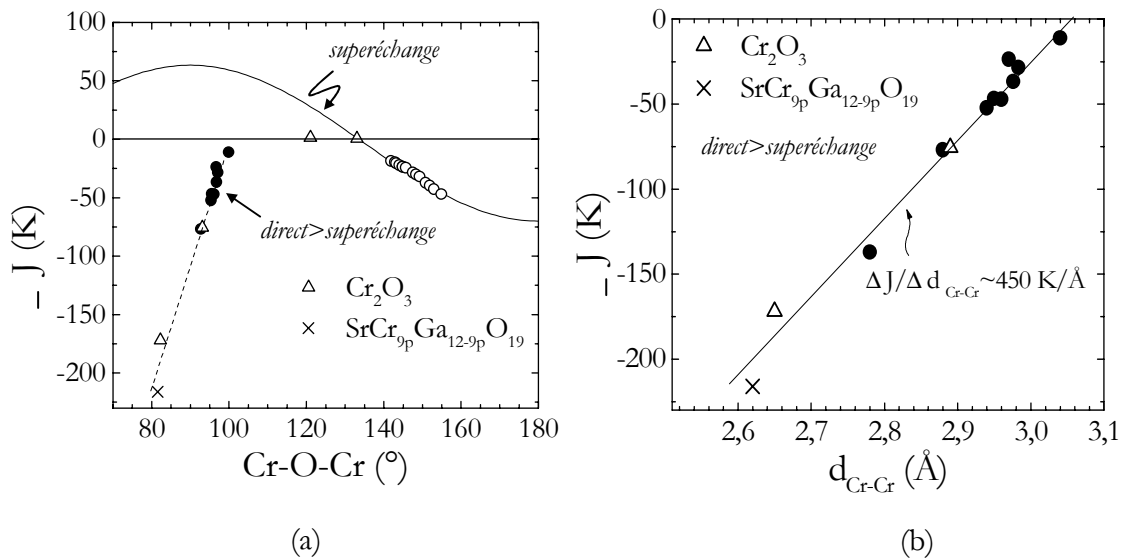 (a)
– J (K)
100
50
0
-50
-100
-150
-200
superéchange
direct>superéchange
Cr2O3
SrCr9pGa12-9pO19
80 100 120 140 160 180
Cr-O-Cr (°)
(b)
– J (K)
0
-50
-100
-150
-200
Cr2O3
SrCr9pGa12-9pO19
direct>superéchange
ΔJ/Δd Cr-Cr~450 K/Å
2,6 2,7 2,8 2,9 3,0 3,1
dCr-Cr (Å)